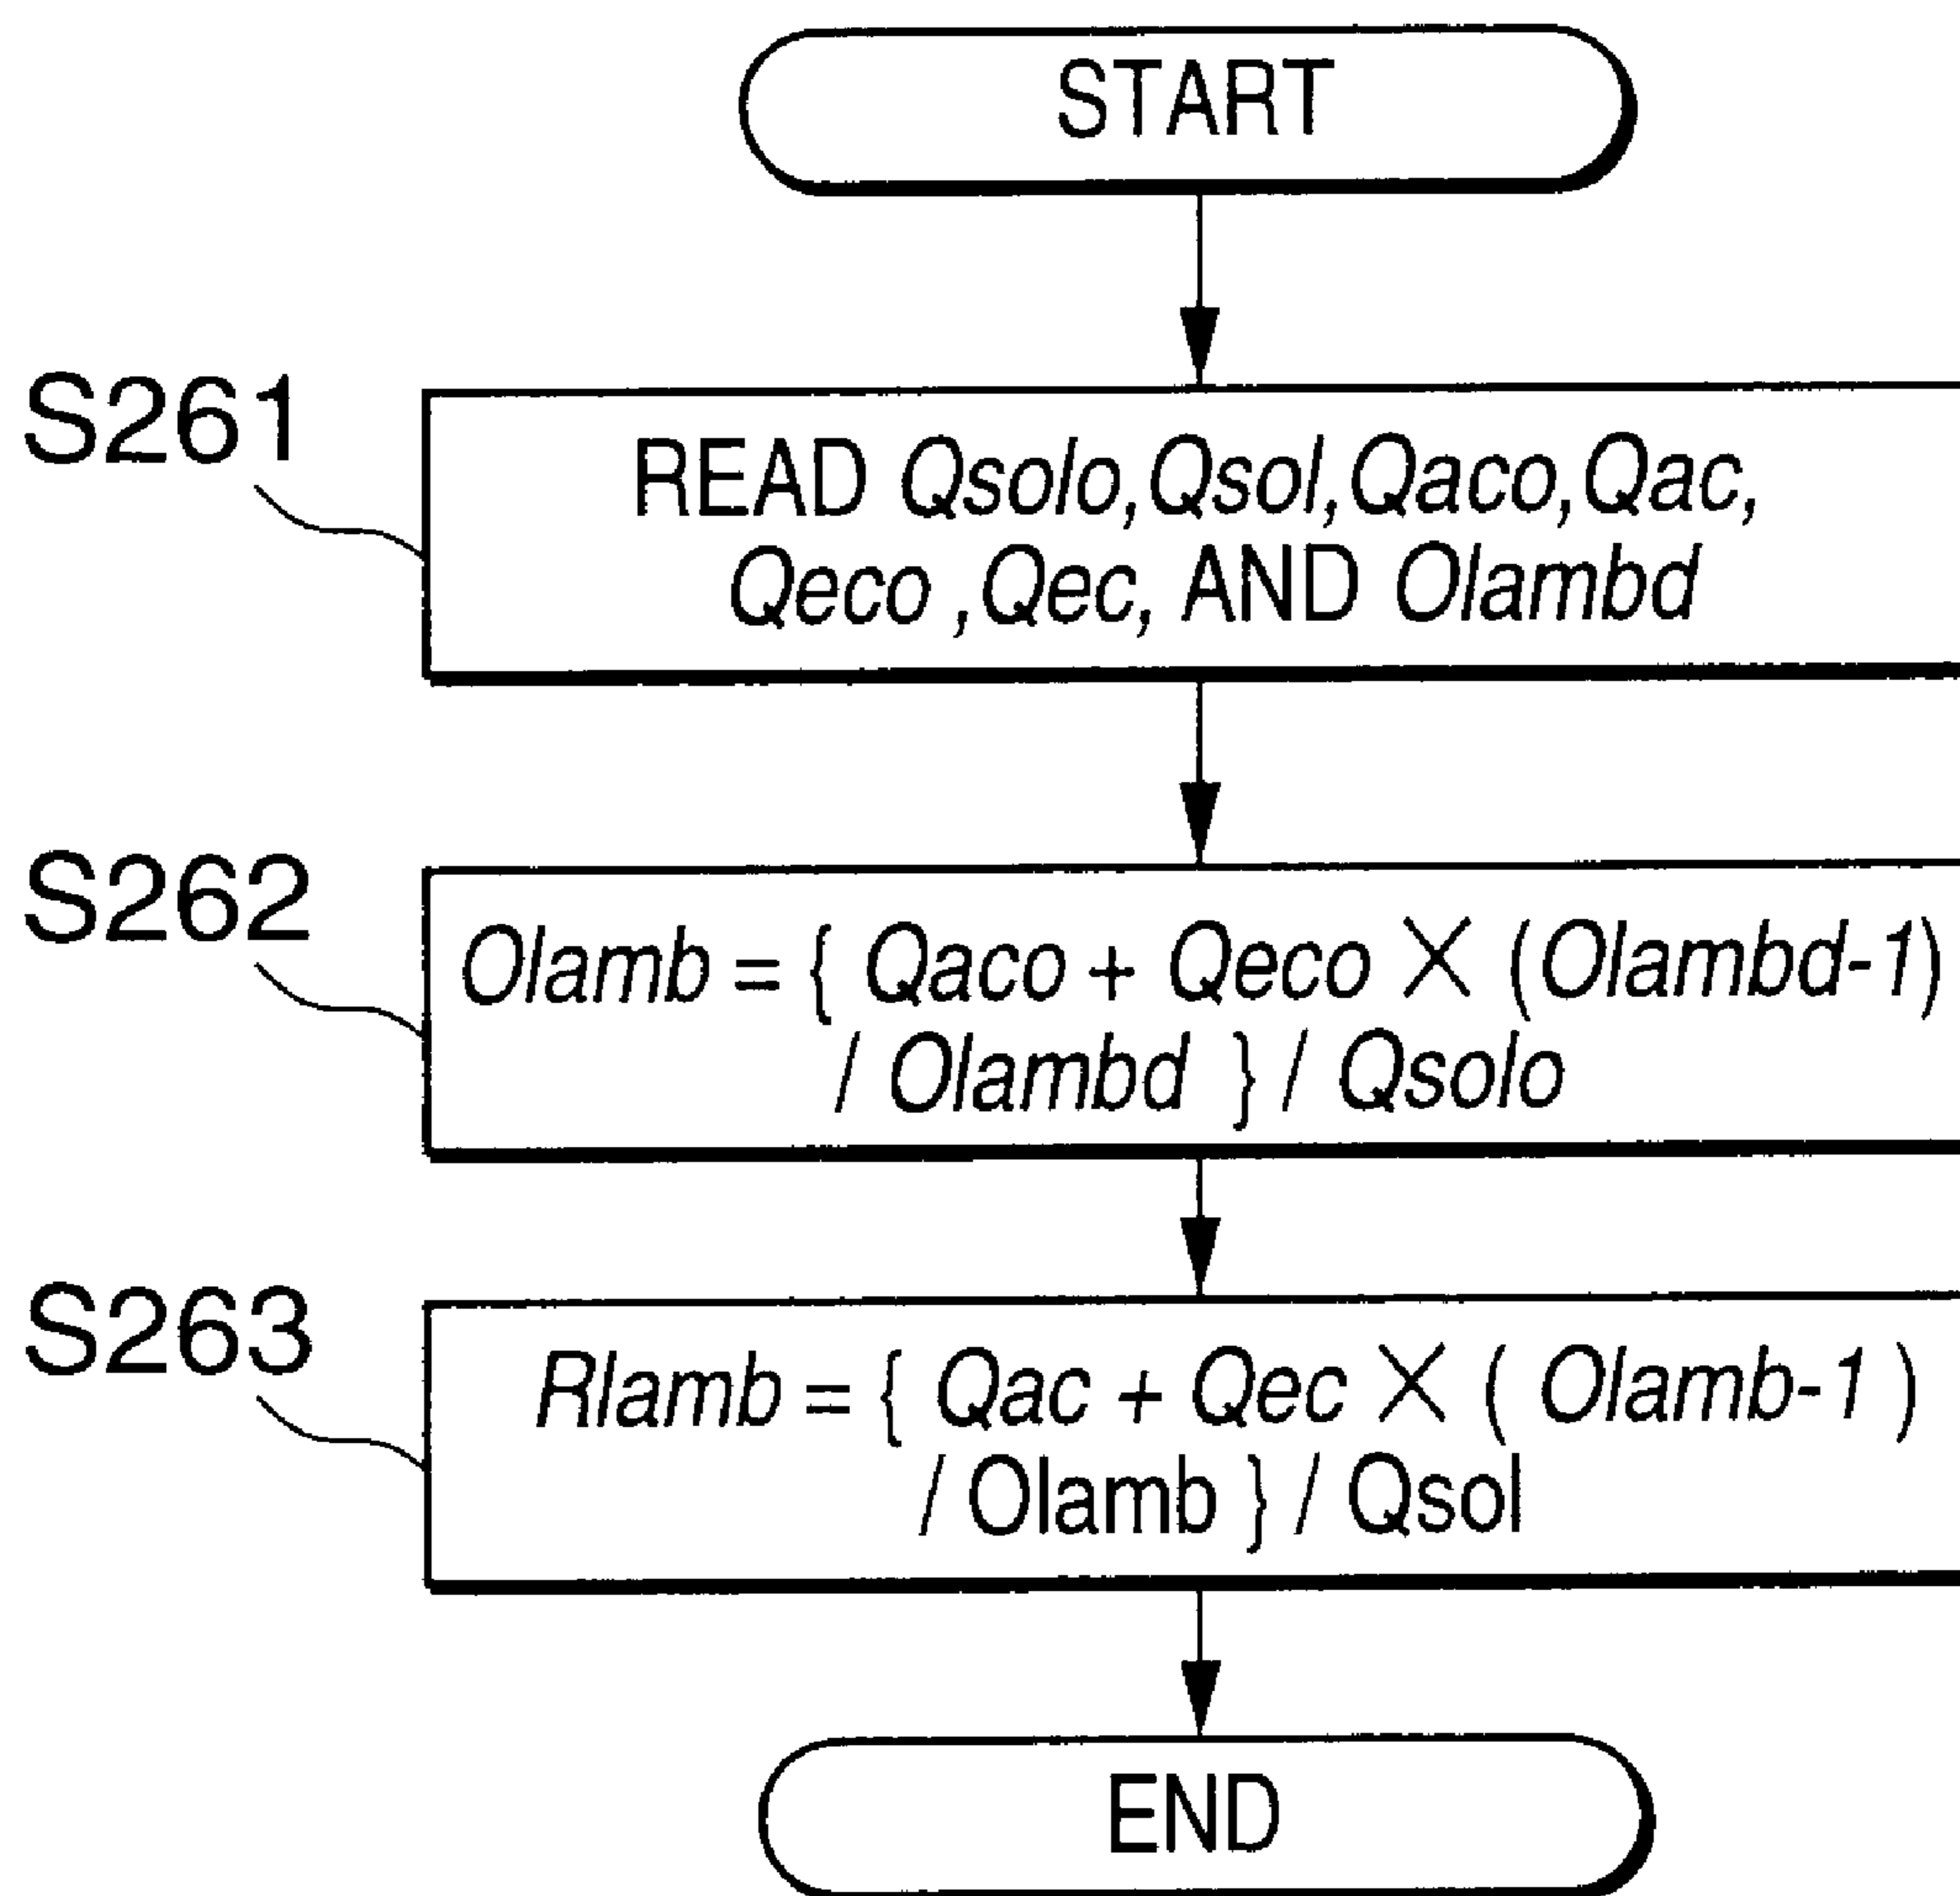 START
S261
READ Qsolo,Qsol,Qaco,Qac,
Qeco ,Qec, AND Olambd
S262
Olamb = { Qaco + Qeco X (Olambd-1)
/ Olambd } / Qsolo
S263
Rlamb = { Qac + Qec X ( Olamb-1 )
/ Olamb } / Qsol
END